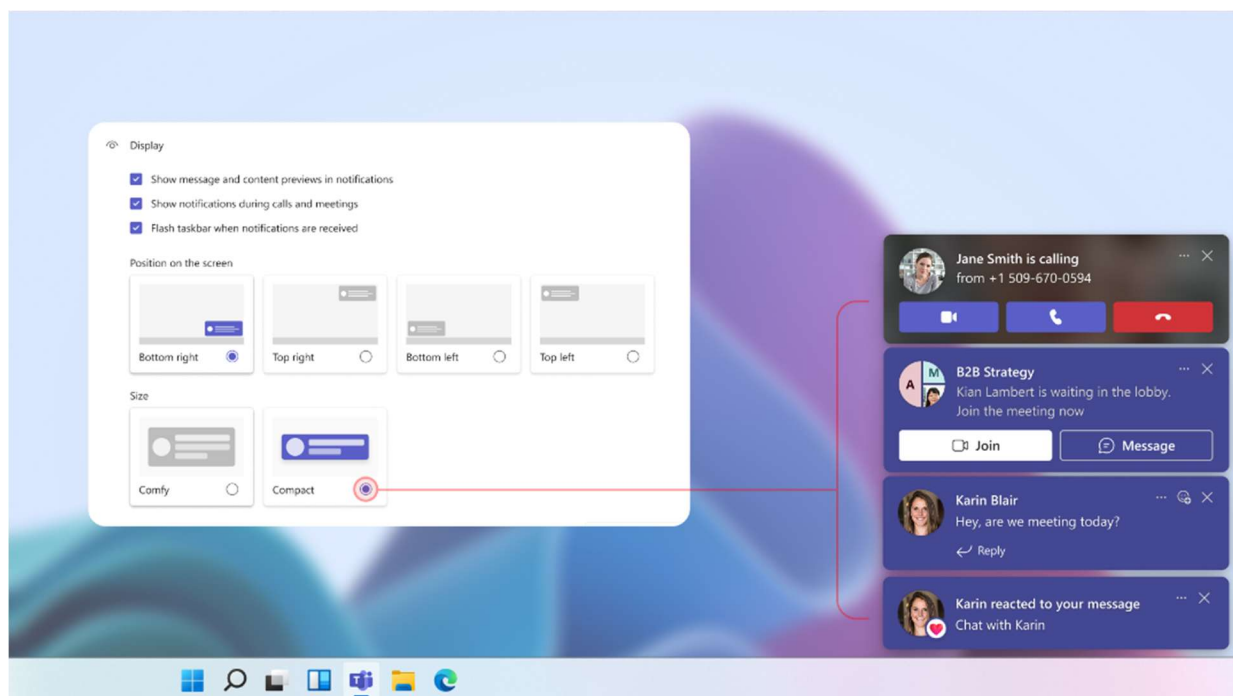 Display
Show message and content previews in notifications
Show notifications during calls and meetings
Flash taskbar when notifications are received
Position on the screen
Bottom right
Top right
Bottom left
Top left
Size
Comfy
Compact
Jane Smith is calling
from +1 509-670-0594
A
M
B2B Strategy
Kian Lambert is waiting in the lobby.
Join the meeting now
Join
Message
Karin Blair
Hey, are we meeting today?
Reply
Karin reacted to your message
Chat with Karin